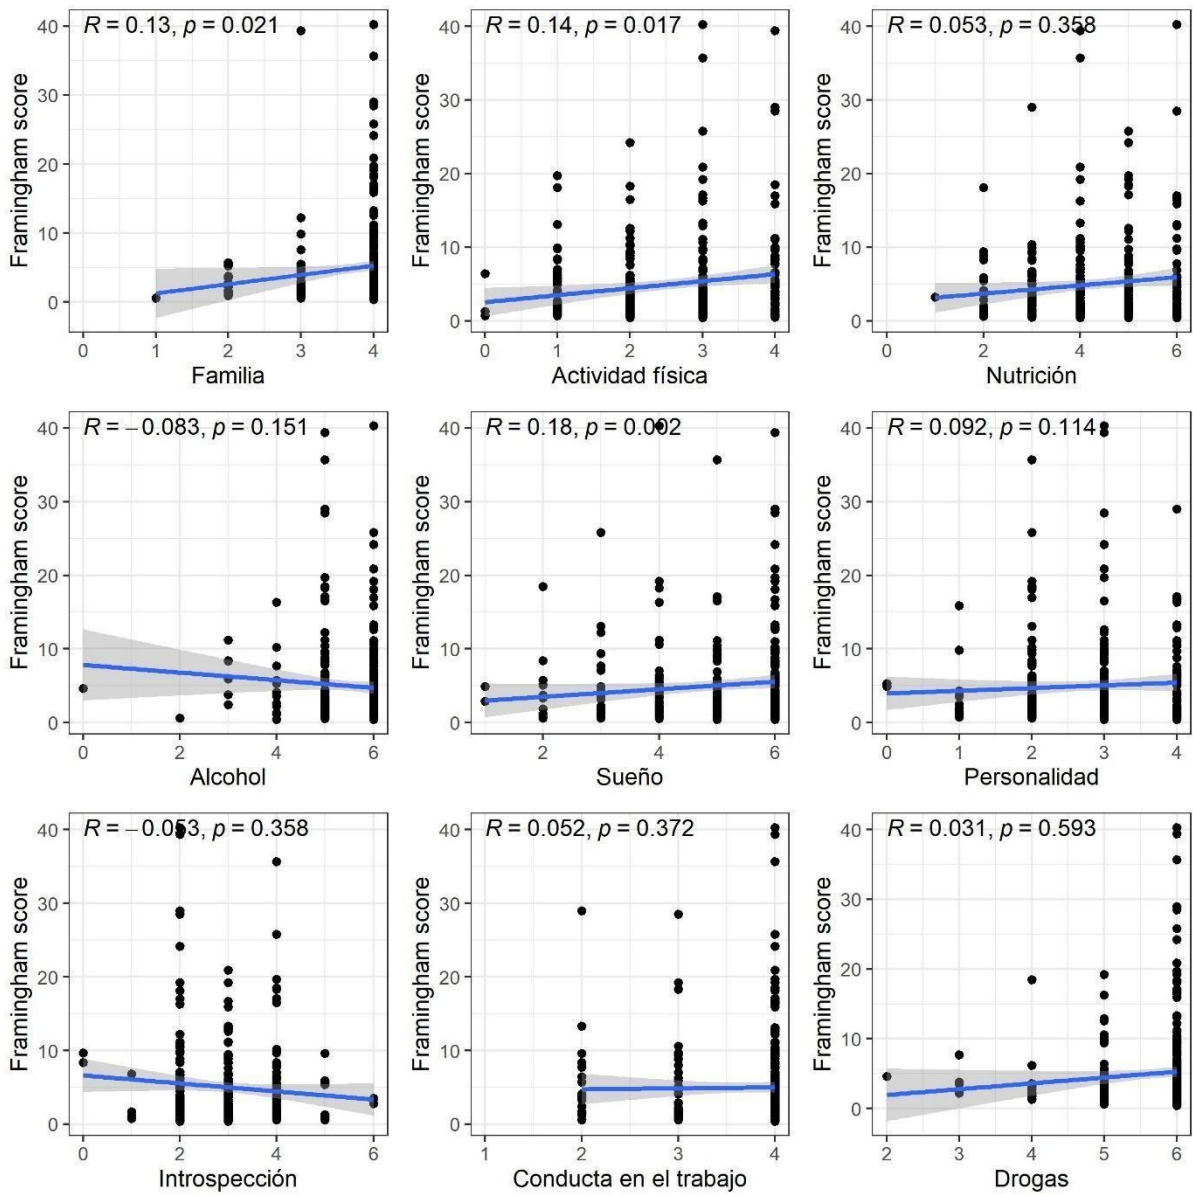 R = 0.13, p = 0.021
Framingham score
40
30
20
10
0
0 1 2 3 4
Familia
R = 0.14, p = 0.017
Framingham score
40
30
20
10
0
0 1 2 3 4
Actividad física
R = 0.053, p = 0.358
Framingham score
40
30
20
10
0
0 2 4 6
Nutrición
R = −0.083, p = 0.151
Framingham score
40
30
20
10
0
0 2 4 6
Alcohol
R = 0.18, p = 0.002
Framingham score
40
30
20
10
0
2 4 6
Sueño
R = 0.092, p = 0.114
Framingham score
40
30
20
10
0
0 1 2 3 4
Personalidad
R = −0.053, p = 0.358
Framingham score
40
30
20
10
0
0 2 4 6
Introspección
R = 0.052, p = 0.372
Framingham score
40
30
20
10
0
1 2 3 4
Conducta en el trabajo
R = 0.031, p = 0.593
Framingham score
40
30
20
10
0
2 3 4 5 6
Drogas